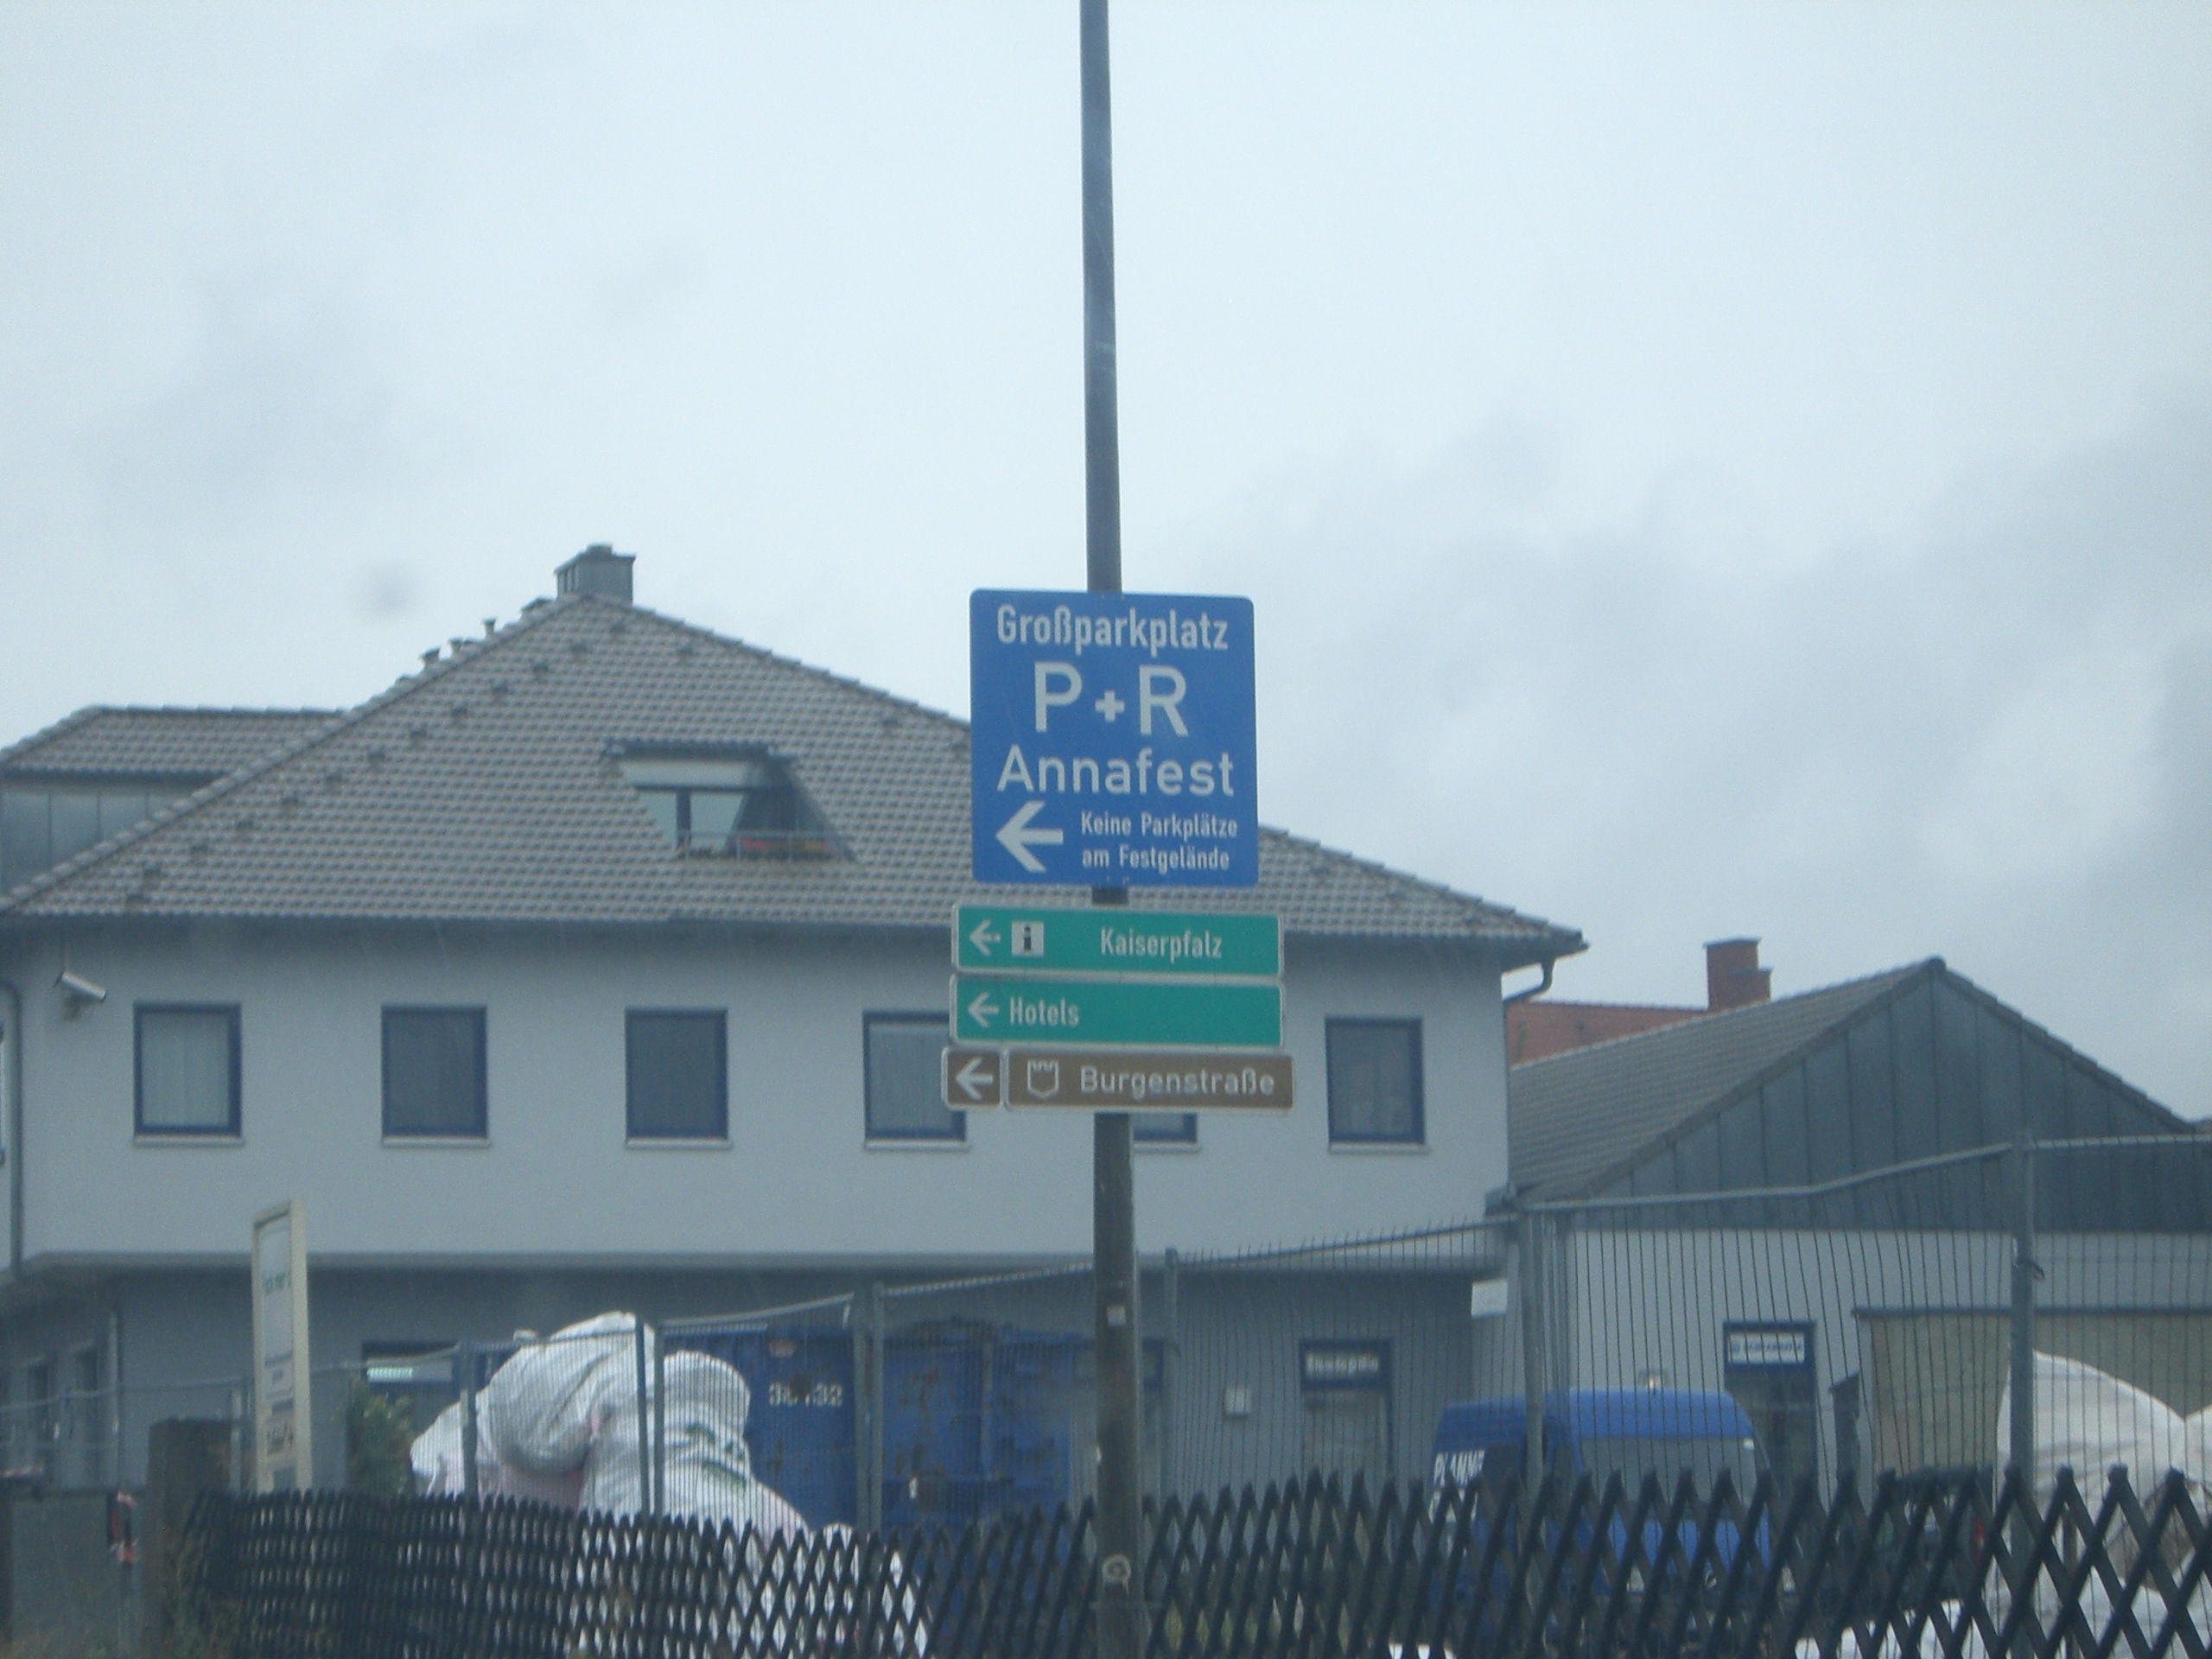 Großparkplatz
P+R
Annafest
Keine Parkplätze
am Festgelände
i Kaiserpfalz
Hotels
Burgenstraße